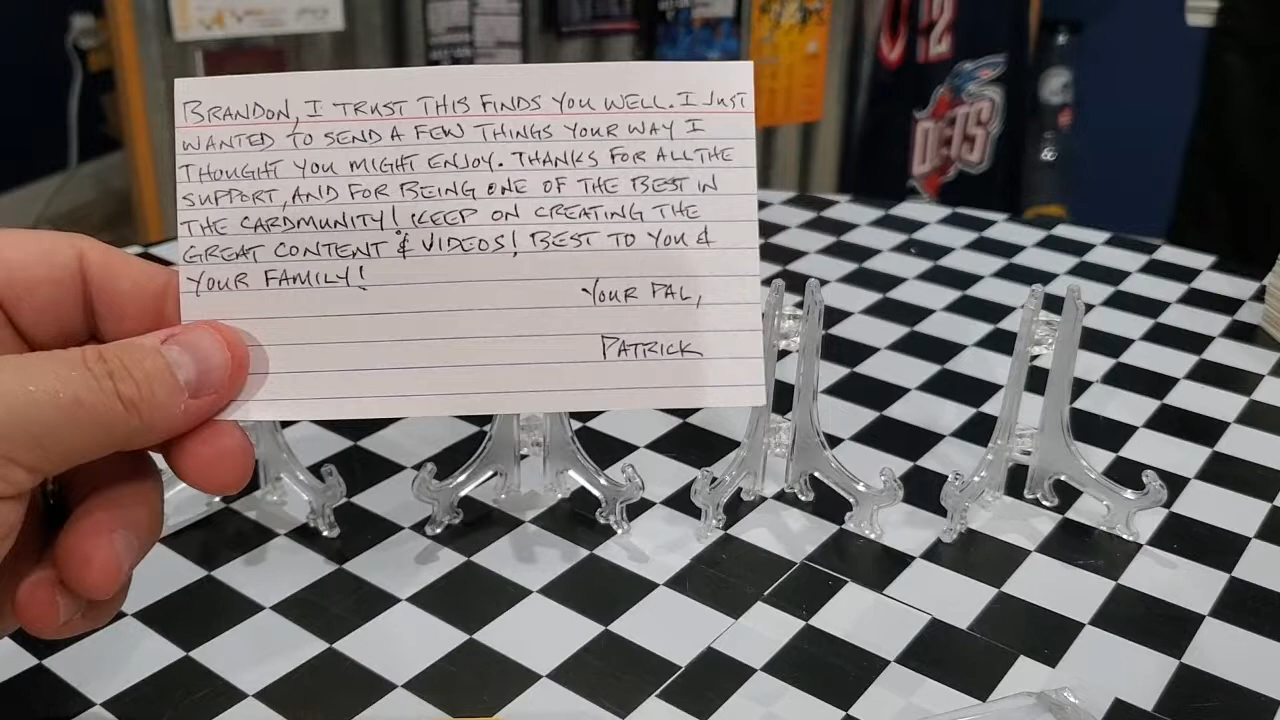 BRANDON, I TRUST THIS FINDS YOU WELL. I JUST
WANTED TO SEND A FEW THINGS YOUR WAY I
THOUGHT YOU MIGHT ENJOY. THANKS FOR ALL THE
SUPPORT, AND FOR BEING ONE OF THE BEST IN
THE CARDMUNITY! KEEP ON CREATING THE
GREAT CONTENT & VIDEOS! BEST TO YOU &
YOUR FAMILY!
YOUR PAL,
PATRICK
12